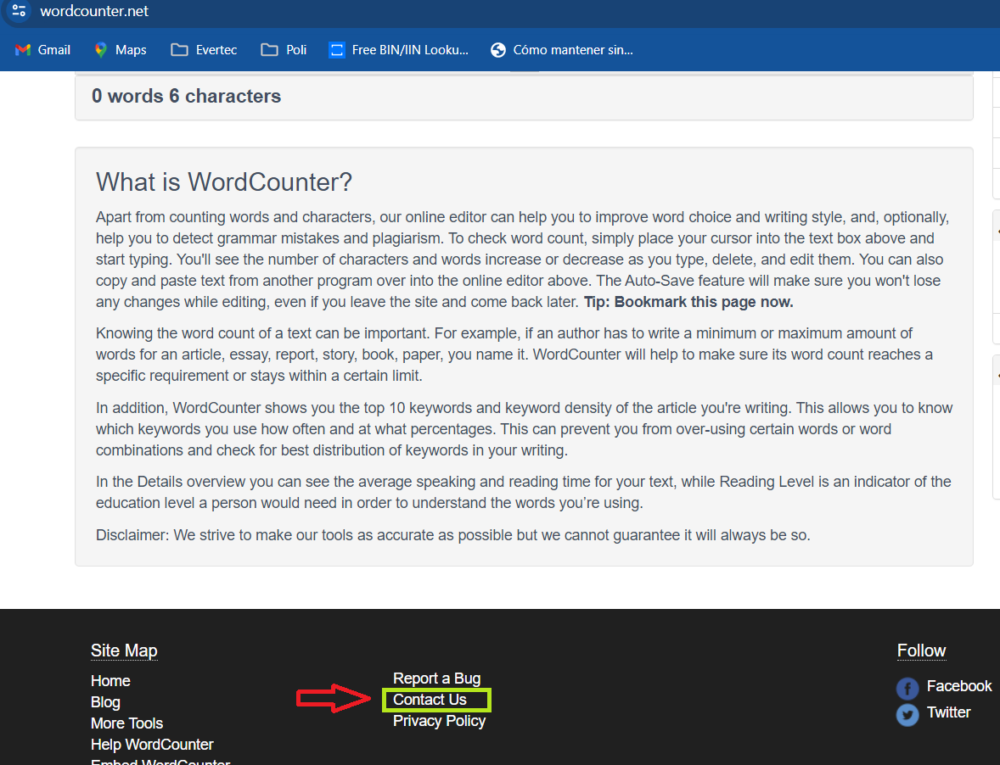 wordcounter.net
Gmail Maps Evertec Poli Free BIN/IIN Looku... Cómo mantener sin...
0 words 6 characters
What is WordCounter?
Apart from counting words and characters, our online editor can help you to improve word choice and writing style, and, optionally,
help you to detect grammar mistakes and plagiarism. To check word count, simply place your cursor into the text box above and
start typing. You'll see the number of characters and words increase or decrease as you type, delete, and edit them. You can also
copy and paste text from another program over into the online editor above. The Auto-Save feature will make sure you won't lose
any changes while editing, even if you leave the site and come back later. Tip: Bookmark this page now.
Knowing the word count of a text can be important. For example, if an author has to write a minimum or maximum amount of
words for an article, essay, report, story, book, paper, you name it. WordCounter will help to make sure its word count reaches a
specific requirement or stays within a certain limit.
In addition, WordCounter shows you the top 10 keywords and keyword density of the article you're writing. This allows you to know
which keywords you use how often and at what percentages. This can prevent you from over-using certain words or word
combinations and check for best distribution of keywords in your writing.
In the Details overview you can see the average speaking and reading time for your text, while Reading Level is an indicator of the
education level a person would need in order to understand the words you’re using.
Disclaimer: We strive to make our tools as accurate as possible but we cannot guarantee it will always be so.
Site Map
Home
Blog
More Tools
Help WordCounter
Embed WordCounter
Report a Bug
Contact Us
Privacy Policy
Follow
Facebook
Twitter